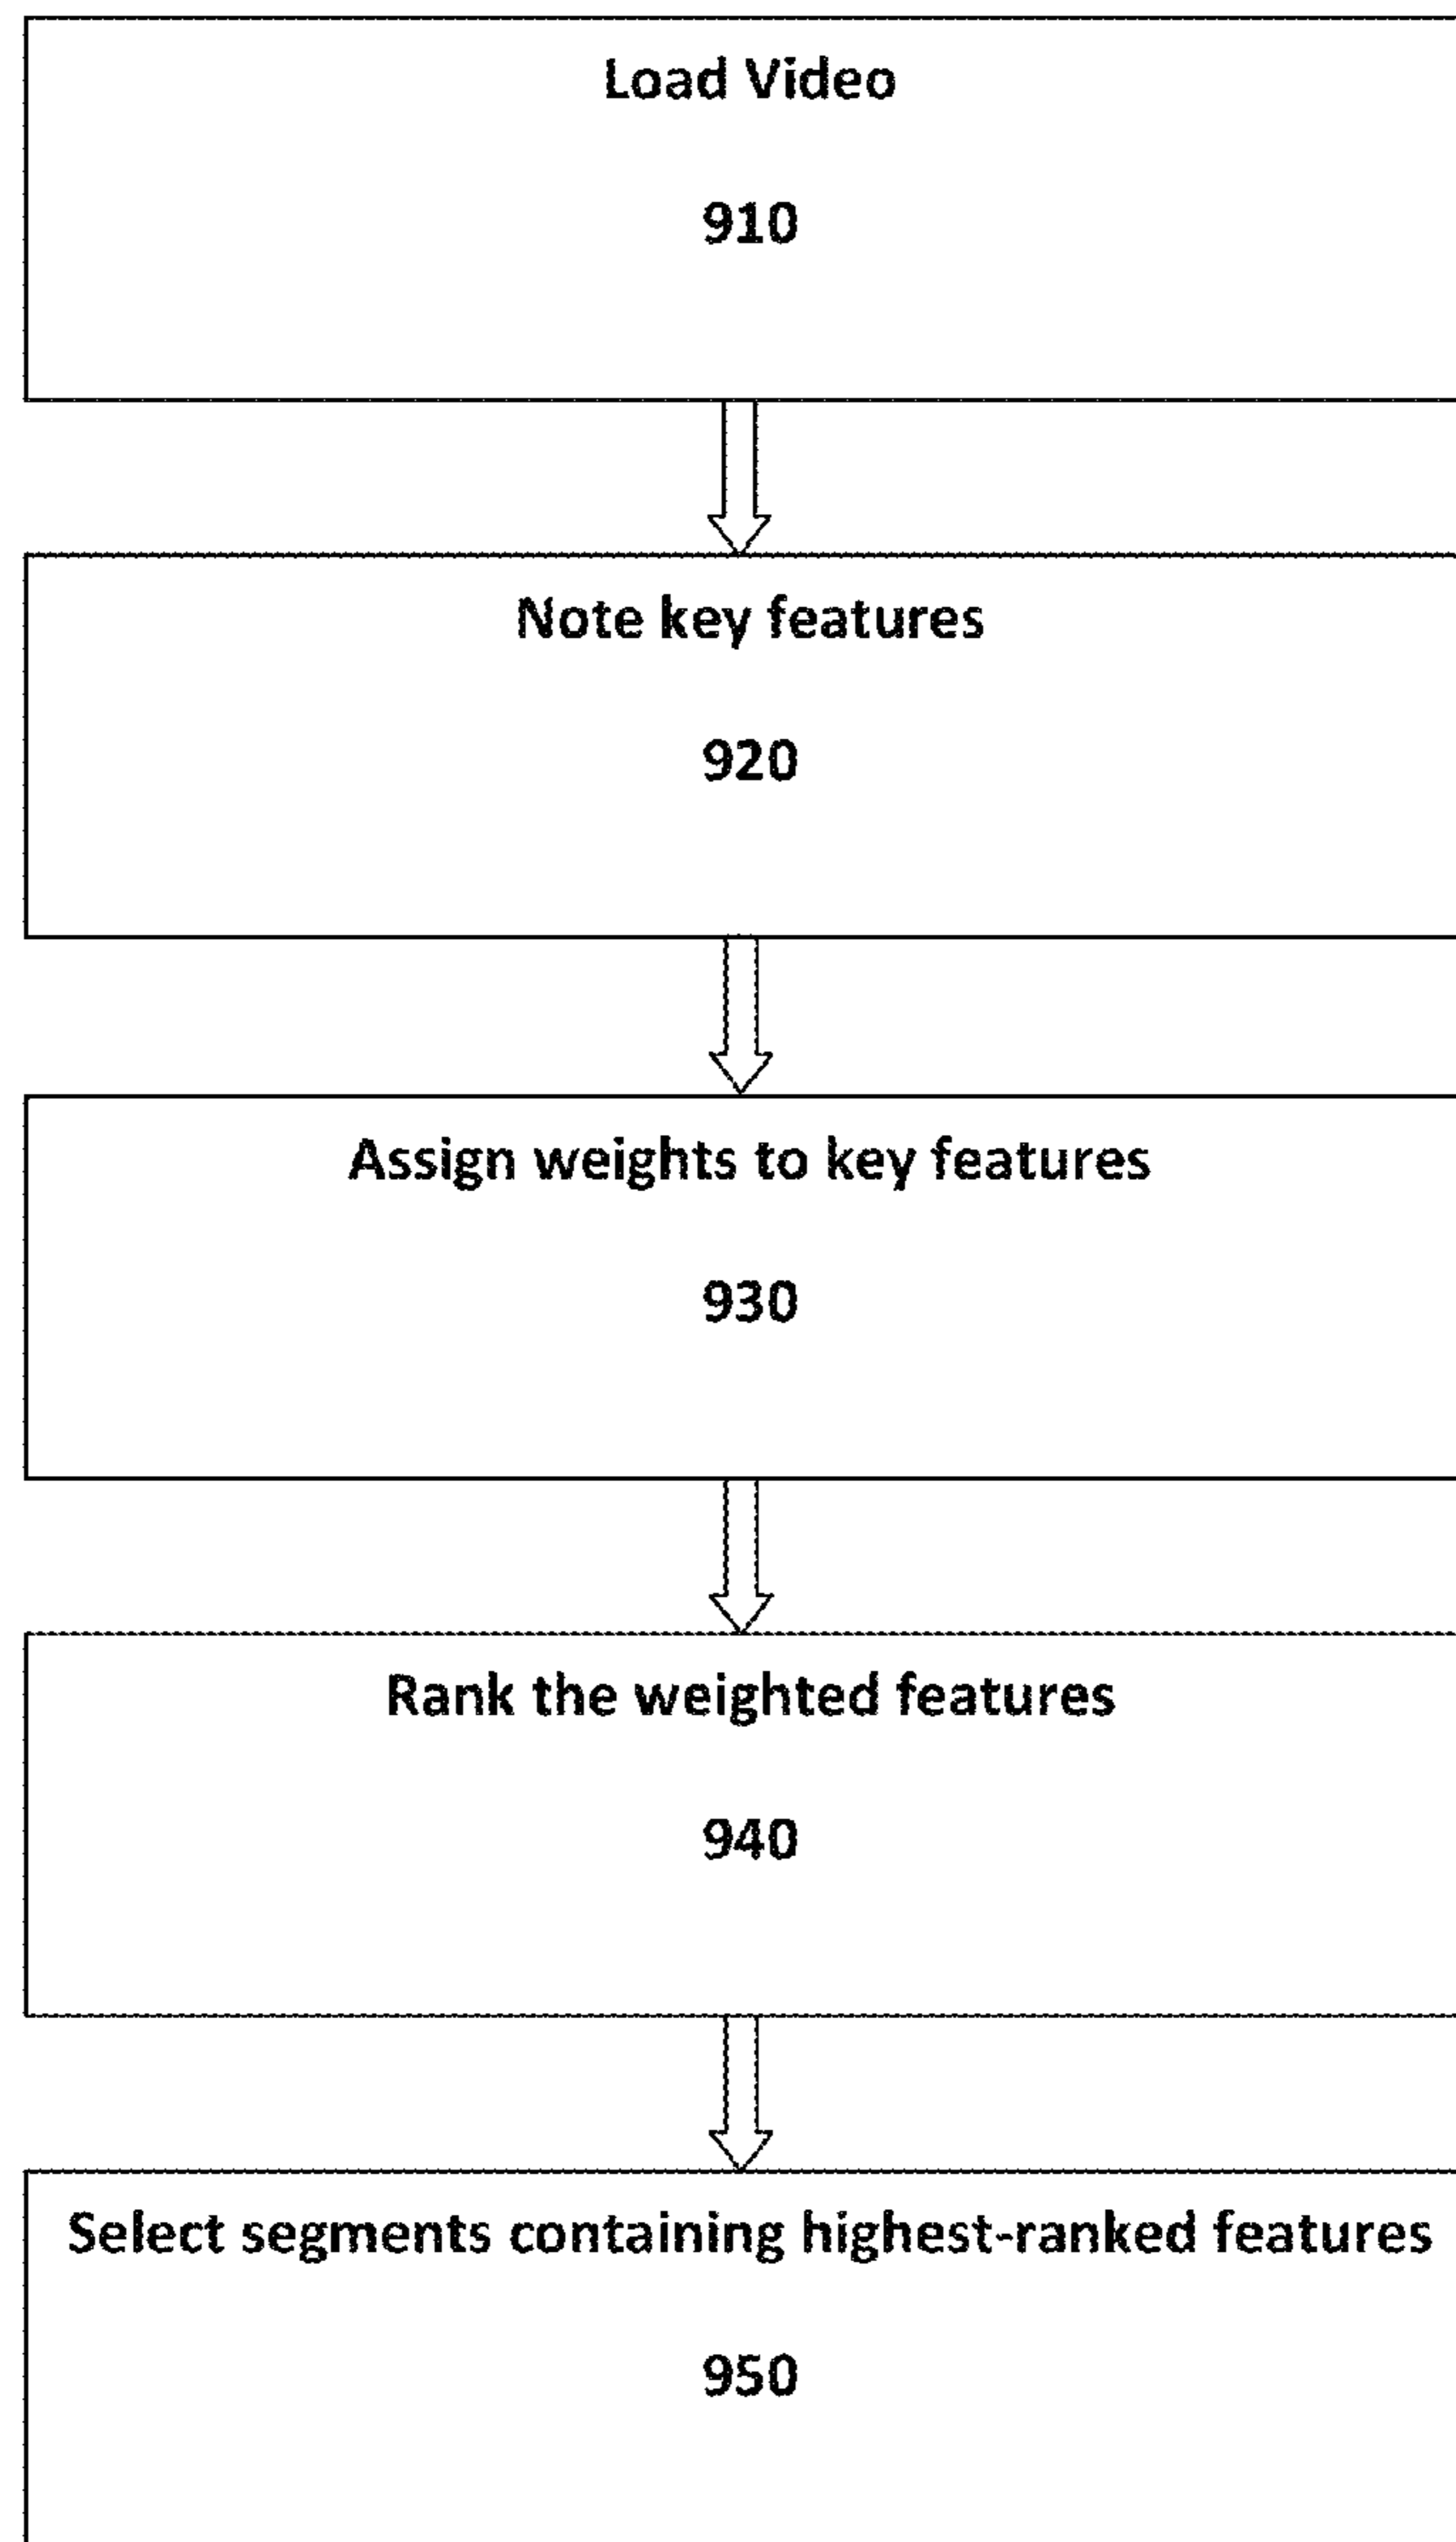 Load Video
910
Note key features
920
Assign weights to key features
930
Rank the weighted features
940
Select segments containing highest-ranked features
950